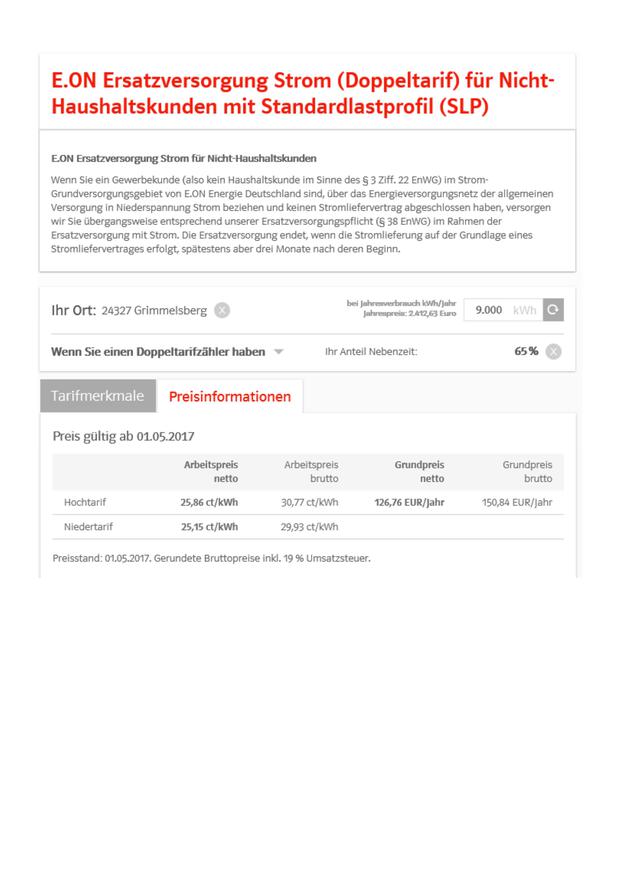 E.ON Ersatzversorgung Strom (Doppeltarif) für Nicht-
Haushaltskunden mit Standardlastprofil (SLP)
E.ON Ersatzversorgung Strom für Nicht-Haushaltskunden
Wenn Sie ein Gewerbekunde (also kein Haushaltskunde im Sinne des § 3 Ziff. 22 EnWG) im Strom-
Grundversorgungsgebiet von E.ON Energie Deutschland sind, über das Energieversorgungsnetz der allgemeinen
Versorgung in Niederspannung Strom beziehen und keinen Stromliefervertrag abgeschlossen haben, versorgen
wir Sie übergangsweise entsprechend unserer Ersatzversorgungspflicht (§ 38 EnWG) im Rahmen der
Ersatzversorgung mit Strom. Die Ersatzversorgung endet, wenn die Stromlieferung auf der Grundlage eines
Stromliefervertrages erfolgt, spätestens aber drei Monate nach deren Beginn.
Ihr Ort: 24327 Grimmelsberg X
bei Jahresverbrauch kWh/Jahr
Jahrespreis: 2.412,63 Euro
9.000 kWh
Wenn Sie einen Doppeltarifzähler haben Ihr Anteil Nebenzeit: 65 % X
Tarifmerkmale Preisinformationen
Preis gültig ab 01.05.2017
Arbeitspreis Arbeitspreis Grundpreis Grundpreis
netto brutto netto brutto
Hochtarif 25,86 ct/kWh 30,77 ct/kWh 126,76 EUR/Jahr 150,84 EUR/Jahr
Niedertarif 25,15 ct/kWh 29,93 ct/kWh
Preisstand: 01.05.2017. Gerundete Bruttopreise inkl. 19 % Umsatzsteuer.